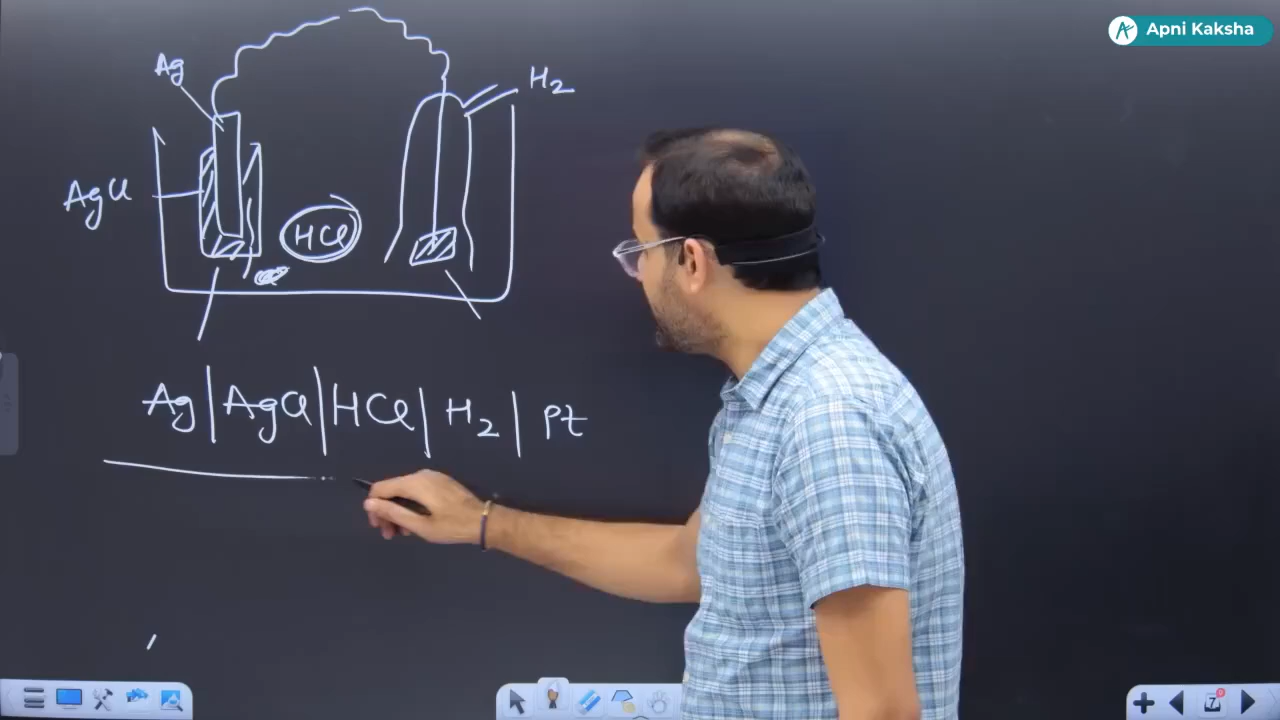 Apni Kaksha
Ag
H2
AgCl
HCl
Ag | AgCl | HCl | H2 | Pt